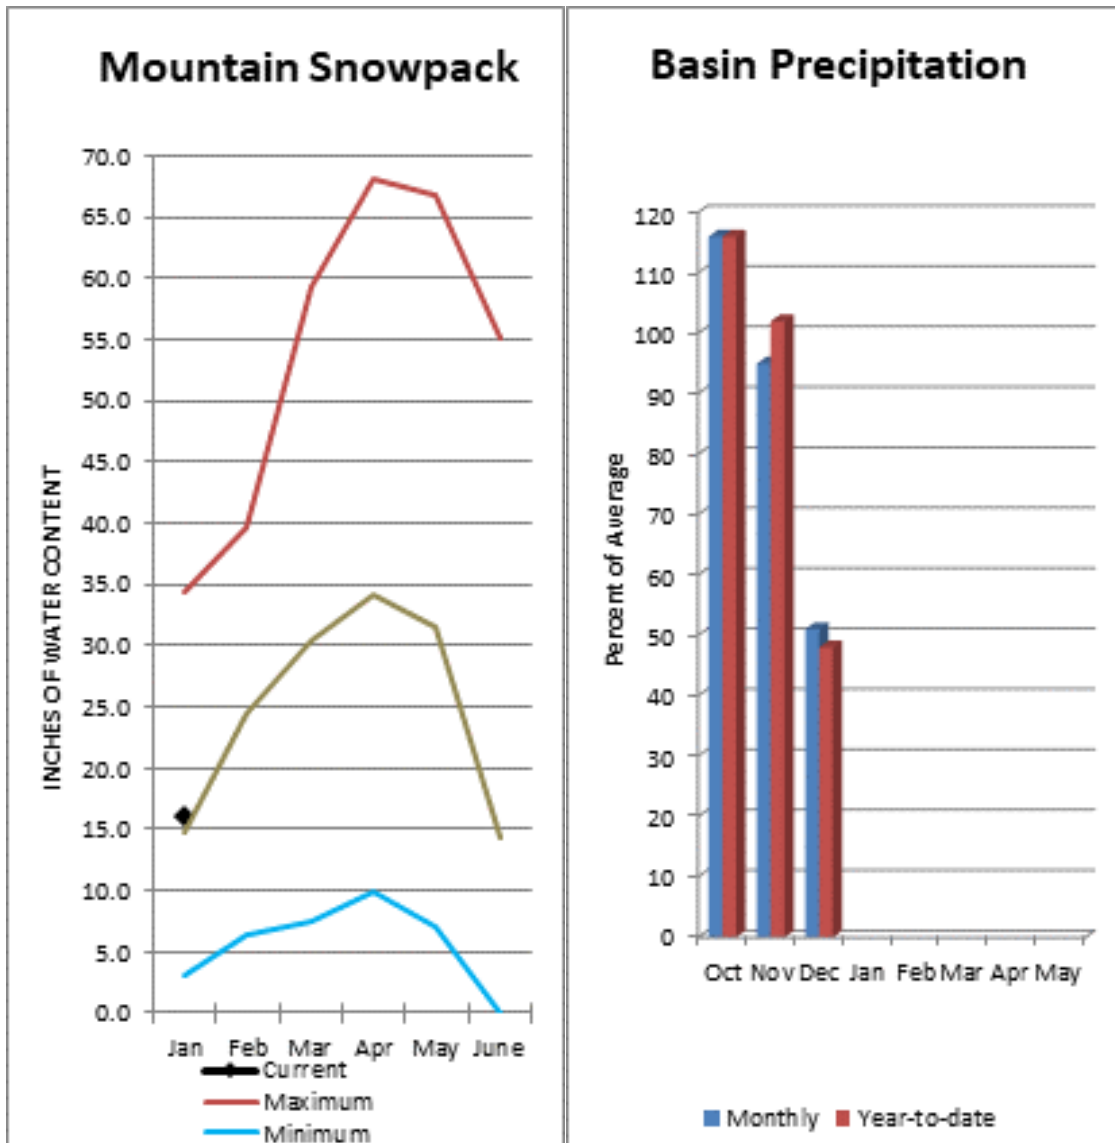 Mountain Snowpack
INCHES OF WATER CONTENT
70.0
65.0
60.0
55.0
50.0
45.0
40.0
35.0
30.0
25.0
20.0
15.0
10.0
5.0
0.0
Jan Feb Mar Apr May June
Current
Maximum
Minimum
Basin Precipitation
Percent of Average
120
110
100
90
80
70
60
50
40
30
20
10
0
Oct Nov Dec Jan Feb Mar Apr May
Monthly Year-to-date